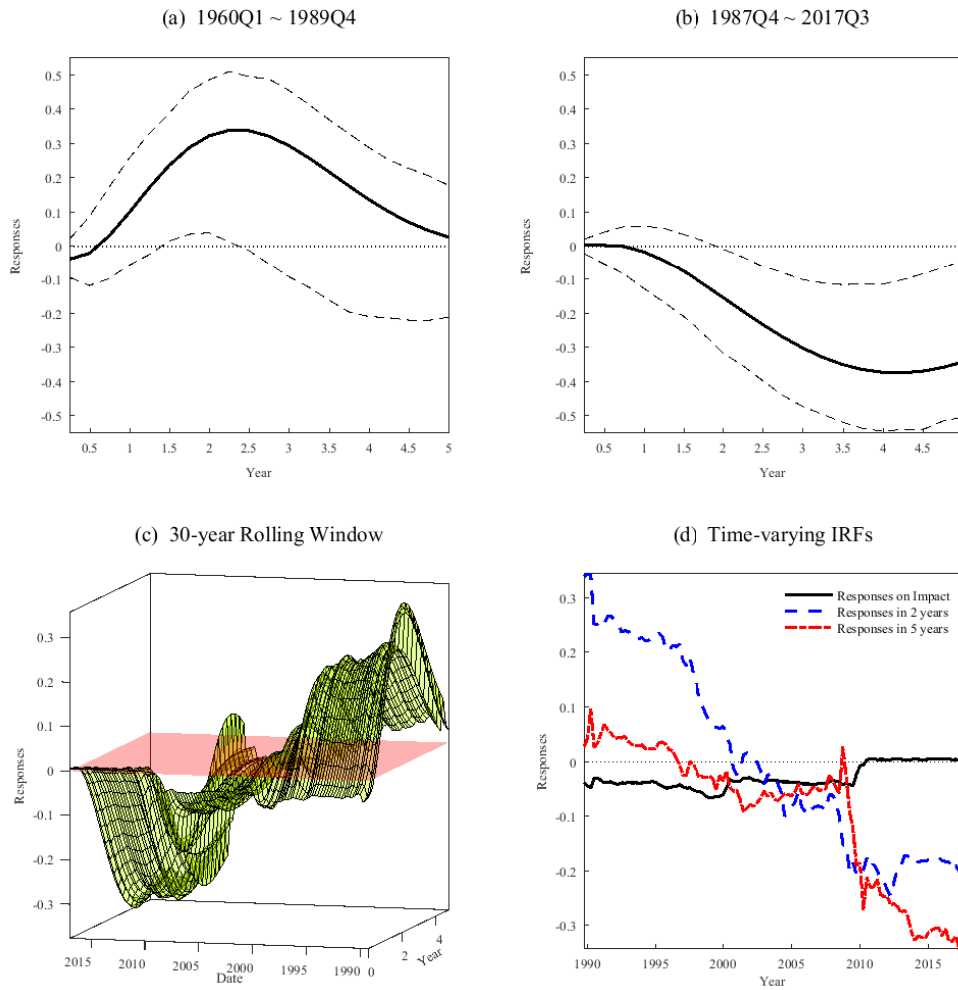 (a) 1960Q1 ~ 1989Q4
0.5
0.4
0.3
0.2
0.1
0
-0.1
-0.2
-0.3
-0.4
-0.5
Responses
0.5 1 1.5 2 2.5 3 3.5 4 4.5 5
Year
(b) 1987Q4 ~ 2017Q3
0.5
0.4
0.3
0.2
0.1
0
-0.1
-0.2
-0.3
-0.4
-0.5
Responses
0.5 1 1.5 2 2.5 3 3.5 4 4.5
Year
(c) 30-year Rolling Window
0.3
0.2
0.1
0
-0.1
-0.2
-0.3
Responses
2015 2010 2005 2000 1995 1990
Date
0 2 4
Year
(d) Time-varying IRFs
Responses on Impact
Responses in 2 years
Responses in 5 years
0.3
0.2
0.1
0
-0.1
-0.2
-0.3
Responses
1990 1995 2000 2005 2010 2015
Year